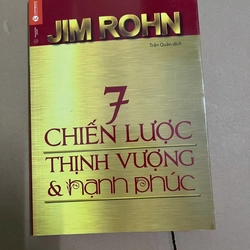 JIM ROHN
Trần Quân dịch
7
CHIẾN LƯỢC
THỊNH VƯỢNG
& hạnh phúc